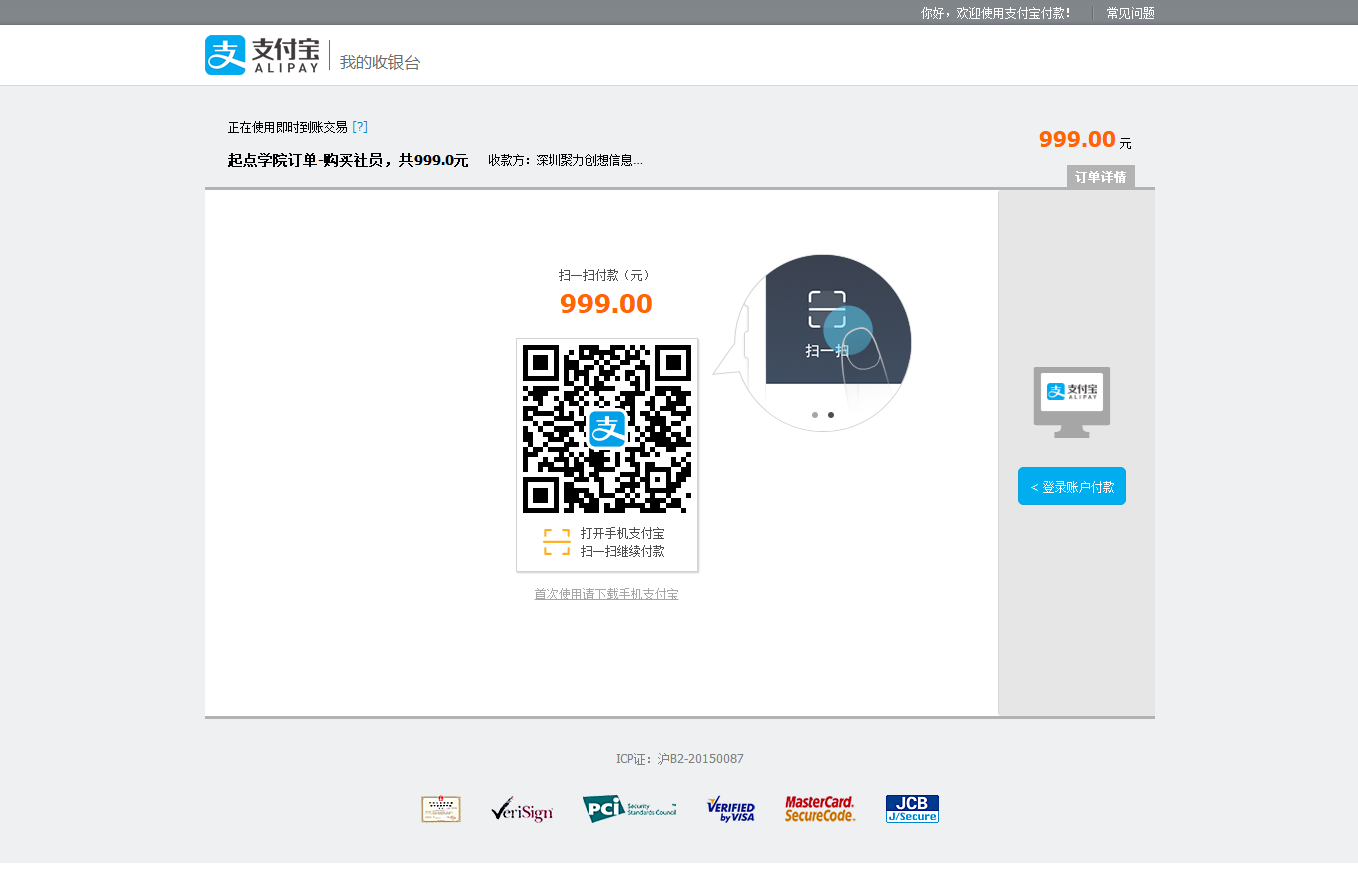 你好，欢迎使用支付宝付款！
常见问题
支付宝
ALIPAY
我的收银台
正在使用即时到账交易 [?]
起点学院订单-购买社员，共999.0元 收款方：深圳聚力创想信息...
999.00 元
订单详情
扫一扫付款（元）
999.00
扫一扫
支
打开手机支付宝
扫一扫继续付款
首次使用请下载手机支付宝
支付宝
ALIPAY
< 登录账户付款
ICP证：沪B2-20150087
VeriSign
PCI Security Standards Council
VERIFIED by VISA
MasterCard. SecureCode.
JCB
J/Secure